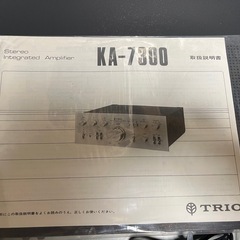 Stereo
Integrated Amplifier
KA-7300
取扱説明書
TRIO